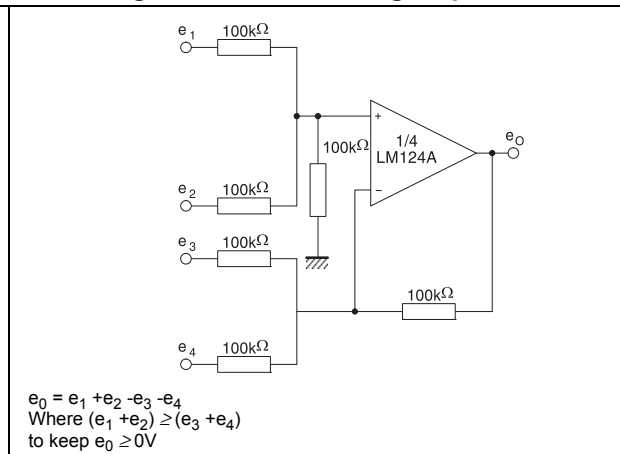 e1 100kΩ
100kΩ
+
1/4
LM124A
-
eO
e2 100kΩ
e3 100kΩ
100kΩ
e4 100kΩ
e0 = e1 +e2 -e3 -e4
Where (e1 +e2) ≥(e3 +e4)
to keep e0 ≥0V